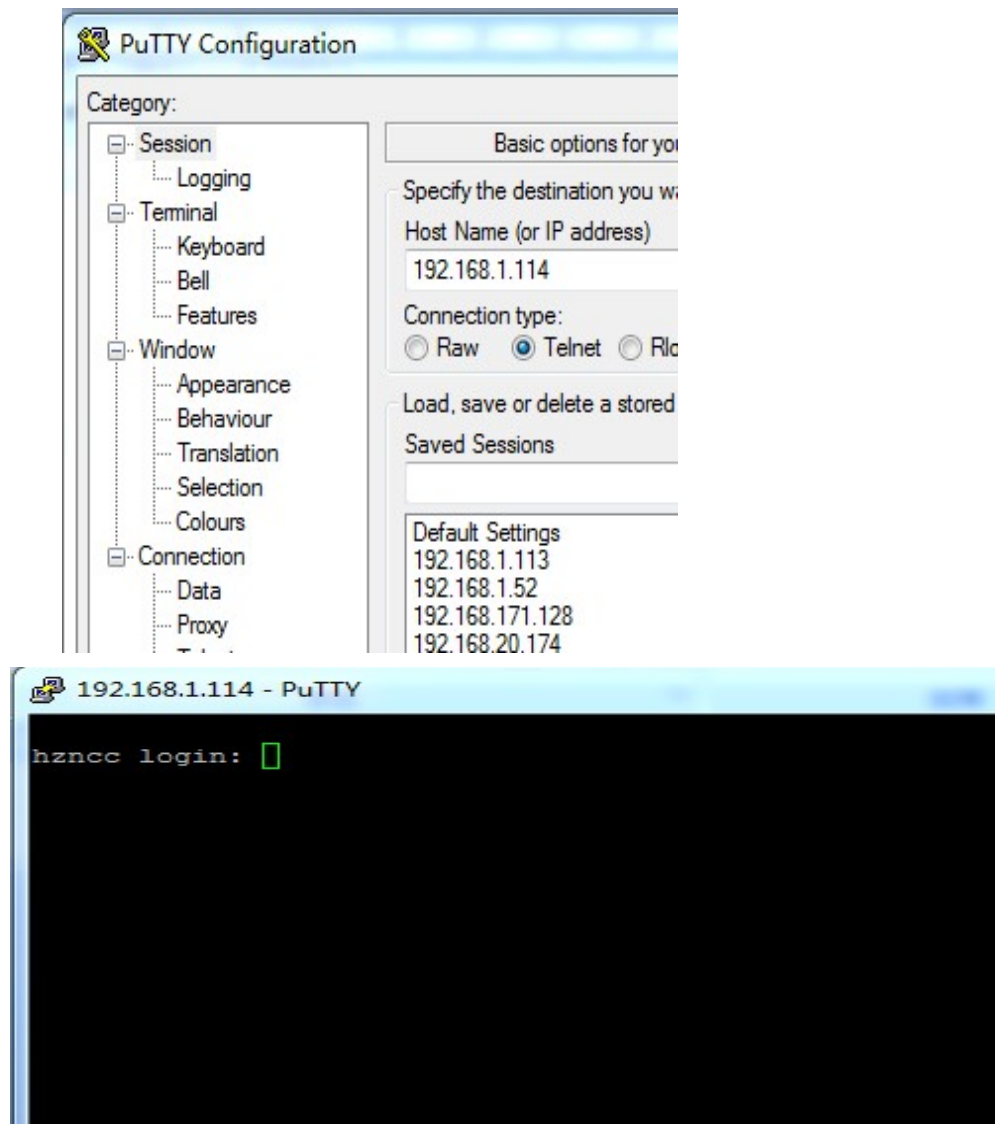 PuTTY Configuration
Category:
Session
Logging
Terminal
Keyboard
Bell
Features
Window
Appearance
Behaviour
Translation
Selection
Colours
Connection
Data
Proxy
Basic options for you
Specify the destination you wa
Host Name (or IP address)
192.168.1.114
Connection type:
Raw Telnet Rlo
Load, save or delete a stored
Saved Sessions
Default Settings
192.168.1.113
192.168.1.52
192.168.171.128
192.168.20.174
192.168.1.114 - PuTTY
hzncc login: